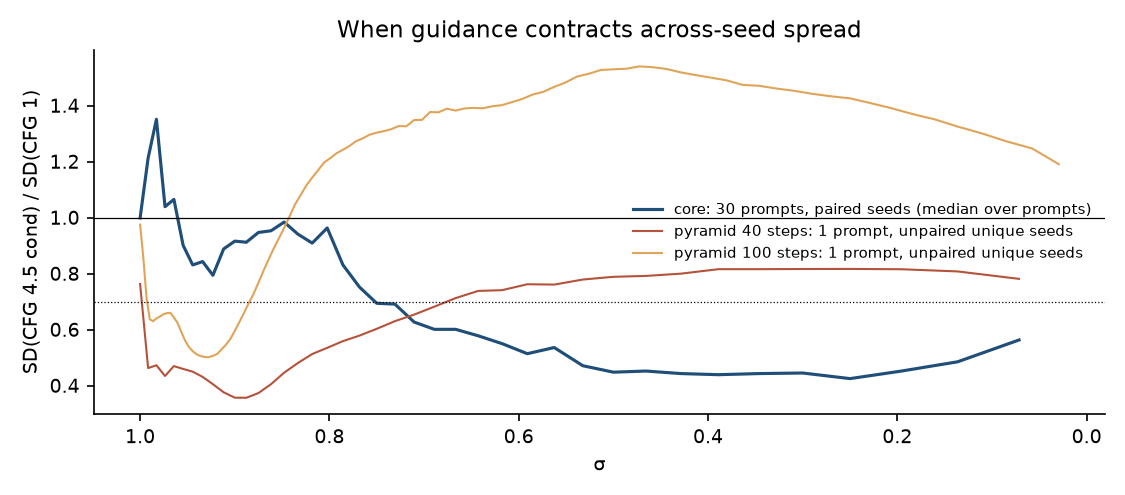 When guidance contracts across-seed spread
SD(CFG 4.5 cond) / SD(CFG 1)
1.4
1.2
1.0
0.8
0.6
0.4
core: 30 prompts, paired seeds (median over prompts)
pyramid 40 steps: 1 prompt, unpaired unique seeds
pyramid 100 steps: 1 prompt, unpaired unique seeds
1.0 0.8 0.6 0.4 0.2 0.0
σ